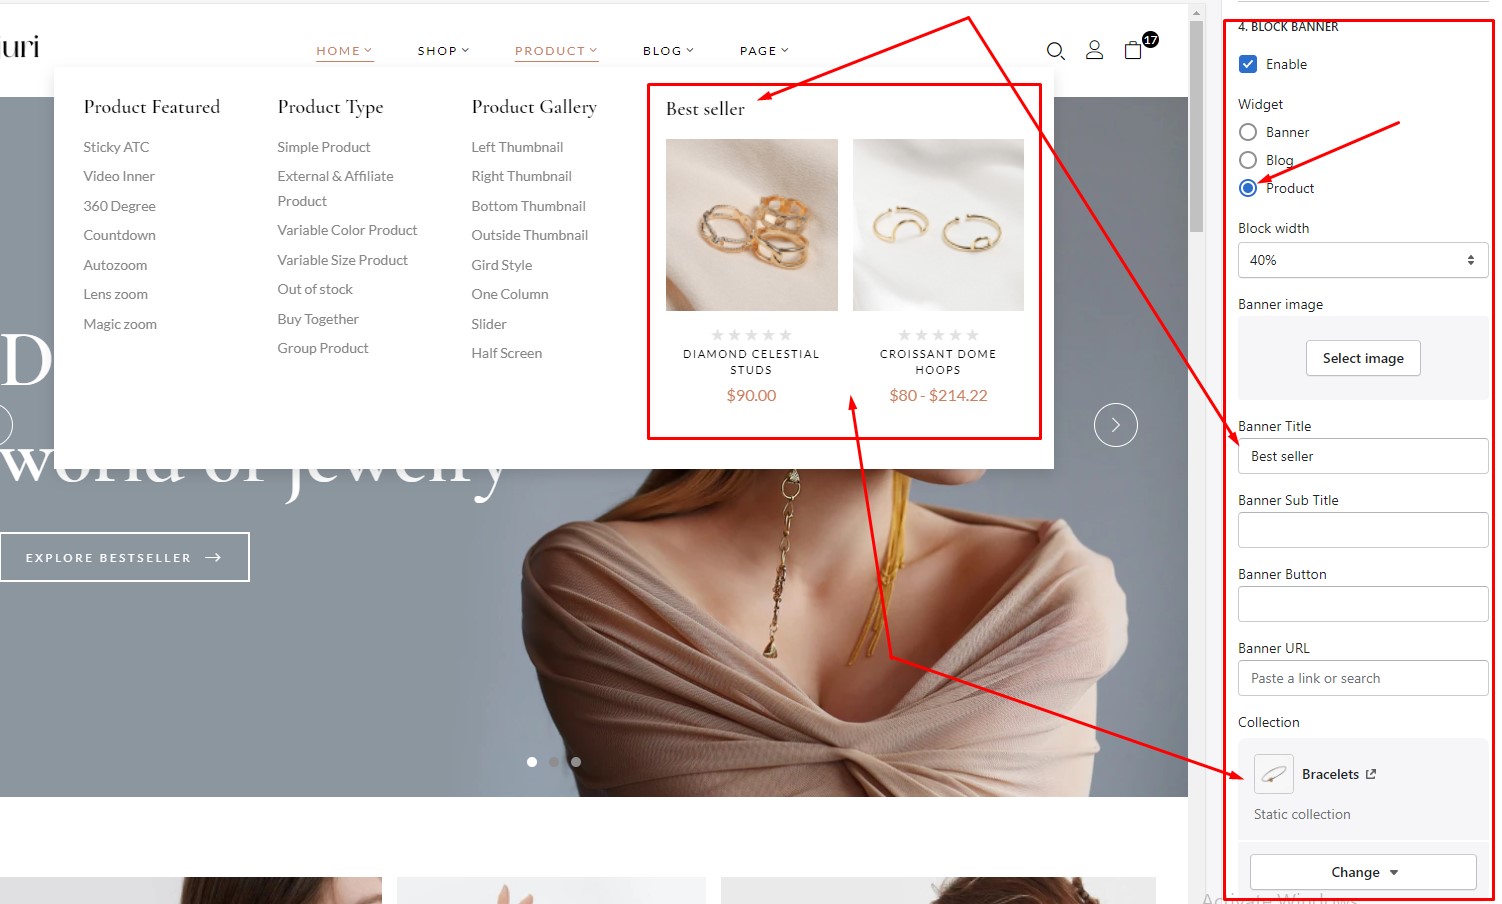 uri
HOME
SHOP
PRODUCT
BLOG
PAGE
17
Product Featured
Sticky ATC
Video Inner
360 Degree
Countdown
Autozoom
Lens zoom
Magic zoom
Product Type
Simple Product
External & Affiliate
Product
Variable Color Product
Variable Size Product
Out of stock
Buy Together
Group Product
Product Gallery
Left Thumbnail
Right Thumbnail
Bottom Thumbnail
Outside Thumbnail
Gird Style
One Column
Slider
Half Screen
Best seller
DIAMOND CELESTIAL
STUDS
$90.00
CROISSANT DOME
HOOPS
$80 - $214.22
D
world of jewelry
EXPLORE BESTSELLER
4. BLOCK BANNER
Enable
Widget
Banner
Blog
Product
Block width
40%
Banner image
Select image
Banner Title
Best seller
Banner Sub Title
Banner Button
Banner URL
Paste a link or search
Collection
Bracelets
Static collection
Change
Activate Windows